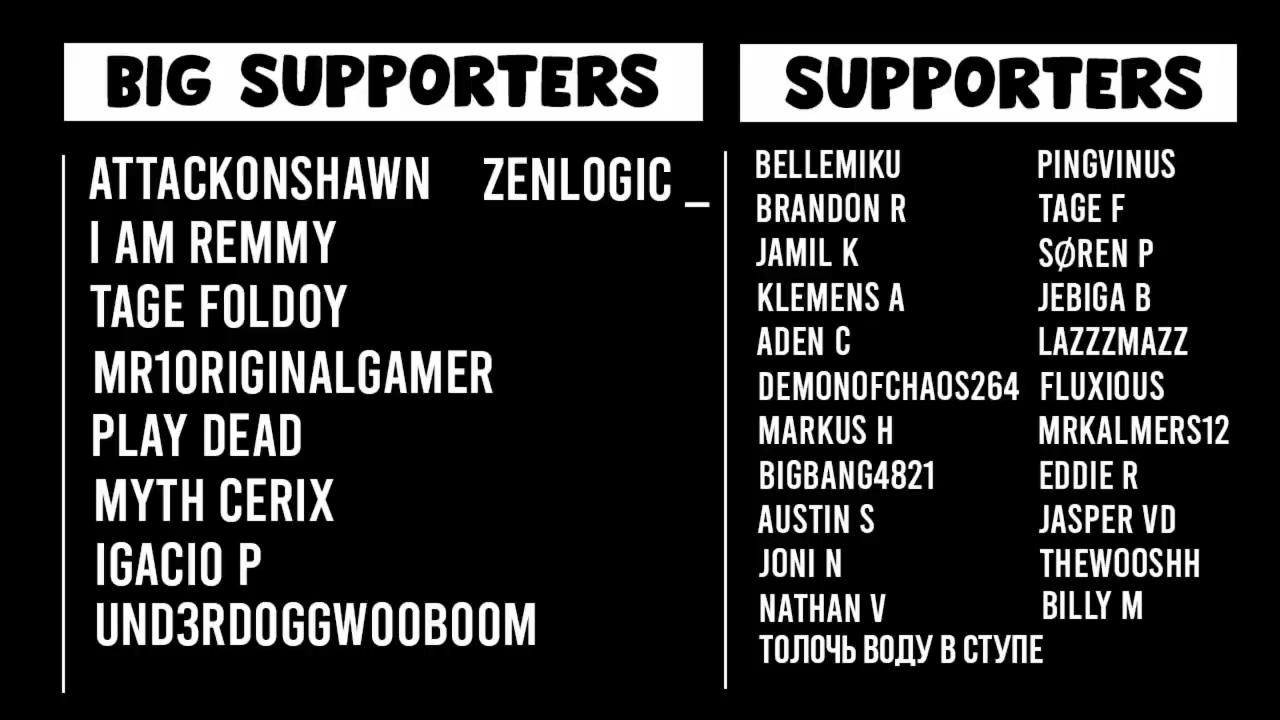 BIG SUPPORTERS
ATTACKONSHAWN
I AM REMMY
TAGE FOLDOY
MR1ORIGINALGAMER
PLAY DEAD
MYTH CERIX
IGACIO P
UND3RDOGGWOOBOOM
ZENLOGIC _
SUPPORTERS
BELLEMIKU
BRANDON R
JAMIL K
KLEMENS A
ADEN C
DEMONOFCHAOS264
MARKUS H
BIGBANG4821
AUSTIN S
JONI N
NATHAN V
ТОЛОЧЬ ВОДУ В СТУПЕ
PINGVINUS
TAGE F
SØREN P
JEBIGA B
LAZZZMAZZ
FLUXIOUS
MRKALMERS12
EDDIE R
JASPER VD
THEWOOSHH
BILLY M